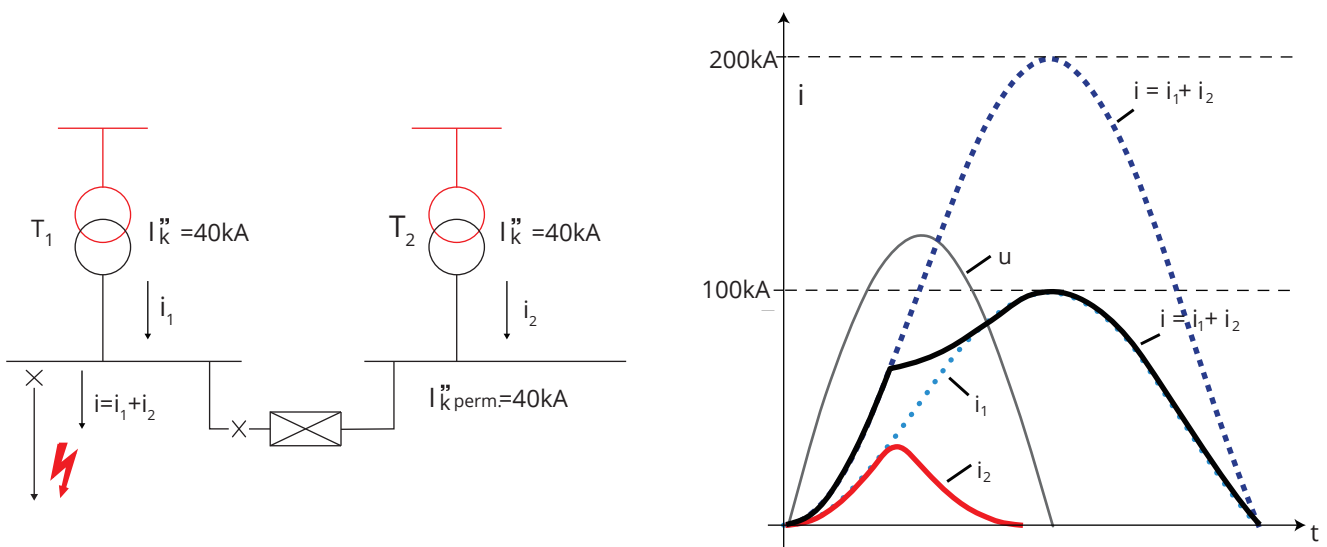 T₁
I"k =40kA
i₁
T₂
I"k =40kA
i₂
i=i₁+i₂
I"k perm.=40kA
200kA
i
i = i₁+ i₂
u
100kA
i = i₁+ i₂
i₁
i₂
t